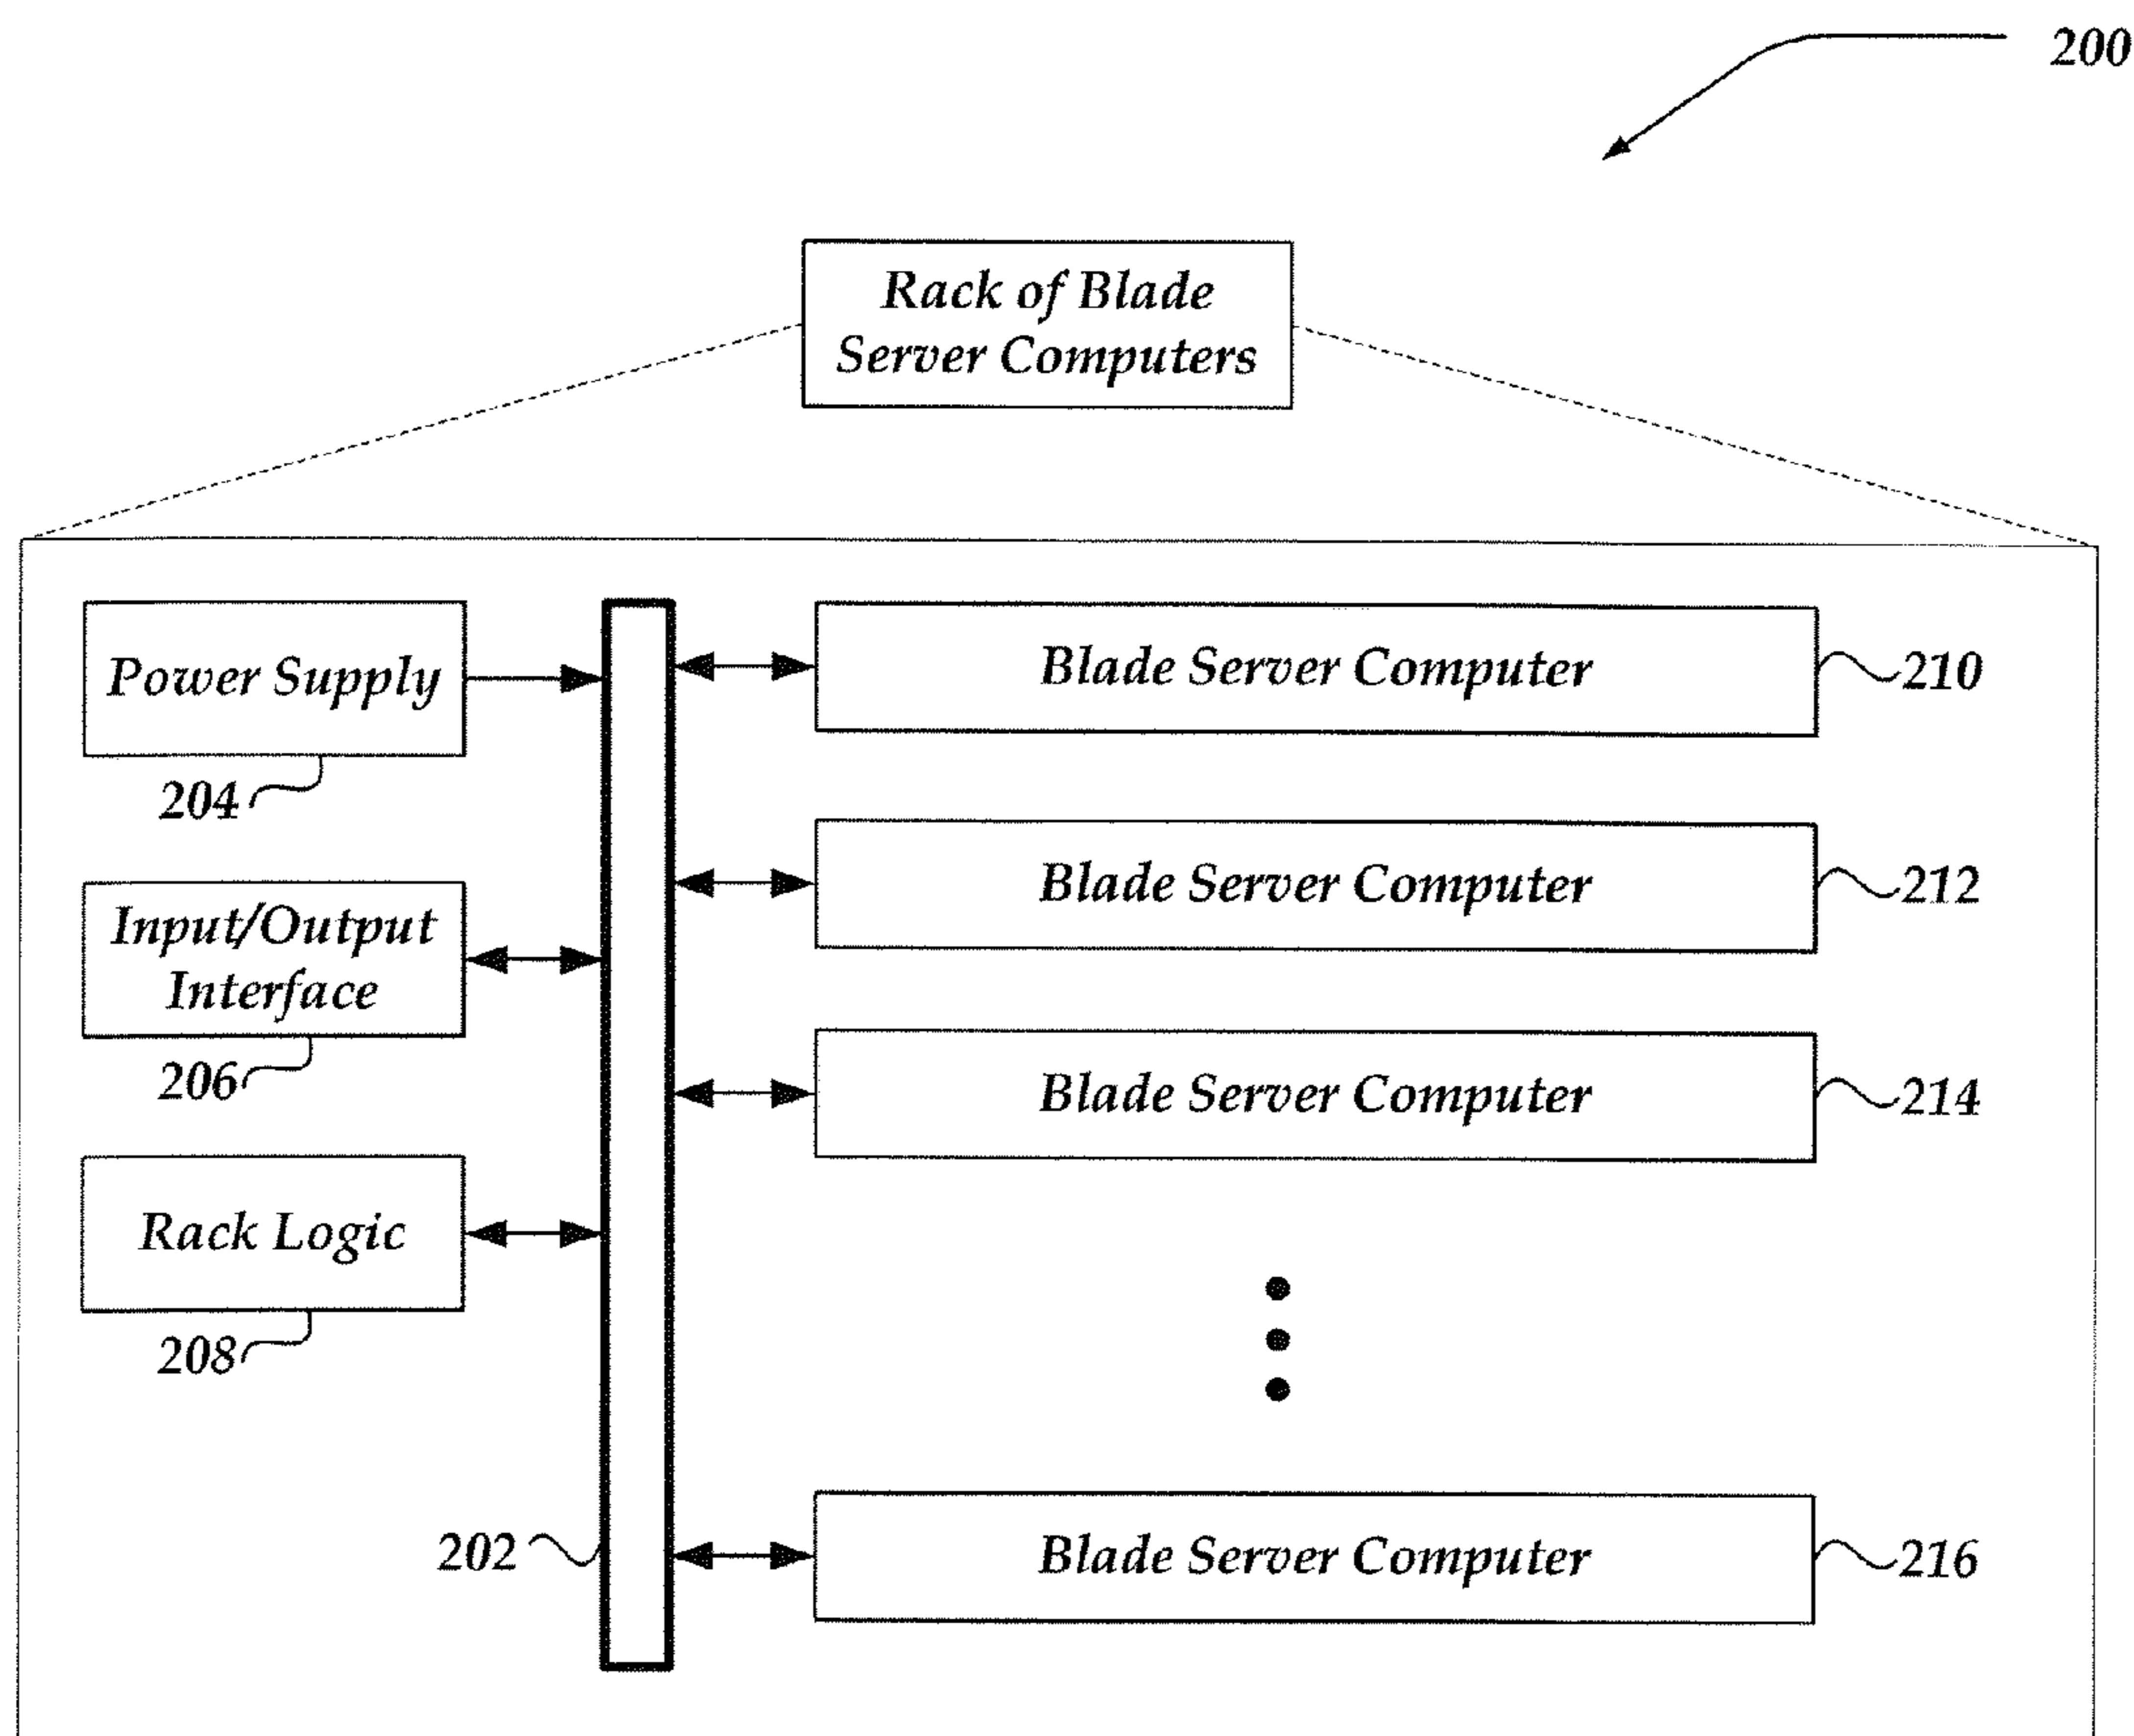 200
Rack of Blade
Server Computers
Power Supply
204
Input/Output
Interface
206
Rack Logic
208
202
Blade Server Computer
210
Blade Server Computer
212
Blade Server Computer
214
Blade Server Computer
216